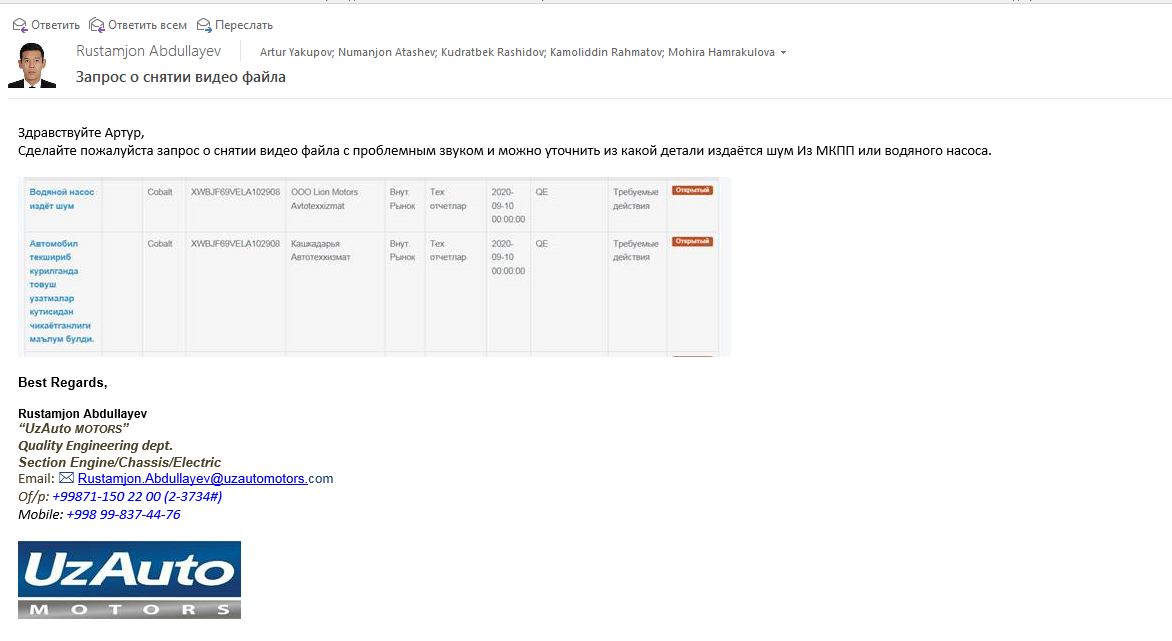 Ответить Ответить всем Переслать
Rustamjon Abdullayev Artur Yakupov; Numanjon Atashev; Kudratbek Rashidov; Kamoliddin Rahmatov; Mohira Hamrakulova
Запрос о снятии видео файла
Здравствуйте Артур,
Сделайте пожалуйста запрос о снятии видео файла с проблемным звуком и можно уточнить из какой детали издаётся шум Из МКПП или водяного насоса.
Водяной насос Cobalt XWBJF69VELA102908 ООО Lion Motors Внут. Тех 2020- QE Требуемые Открытый
издёт шум Avtotexxizmat Рынок отчетлар 09-10 действия
00:00:00
Автомобил Cobalt XWBJF69VELA102908 Кашкадарья Внут. Тех 2020- QE Требуемые Открытый
текшириб Автотеххизмат Рынок отчетлар 09-10 действия
курилганда 00:00:00
товуш
узатмалар
кутисидан
чикаётганлиги
маълум булди.
Best Regards,
Rustamjon Abdullayev
“UzAuto MOTORS”
Quality Engineering dept.
Section Engine/Chassis/Electric
Email: Rustamjon.Abdullayev@uzautomotors.com
Of/p: +99871-150 22 00 (2-3734#)
Mobile: +998 99-837-44-76
UzAuto
MOTORS